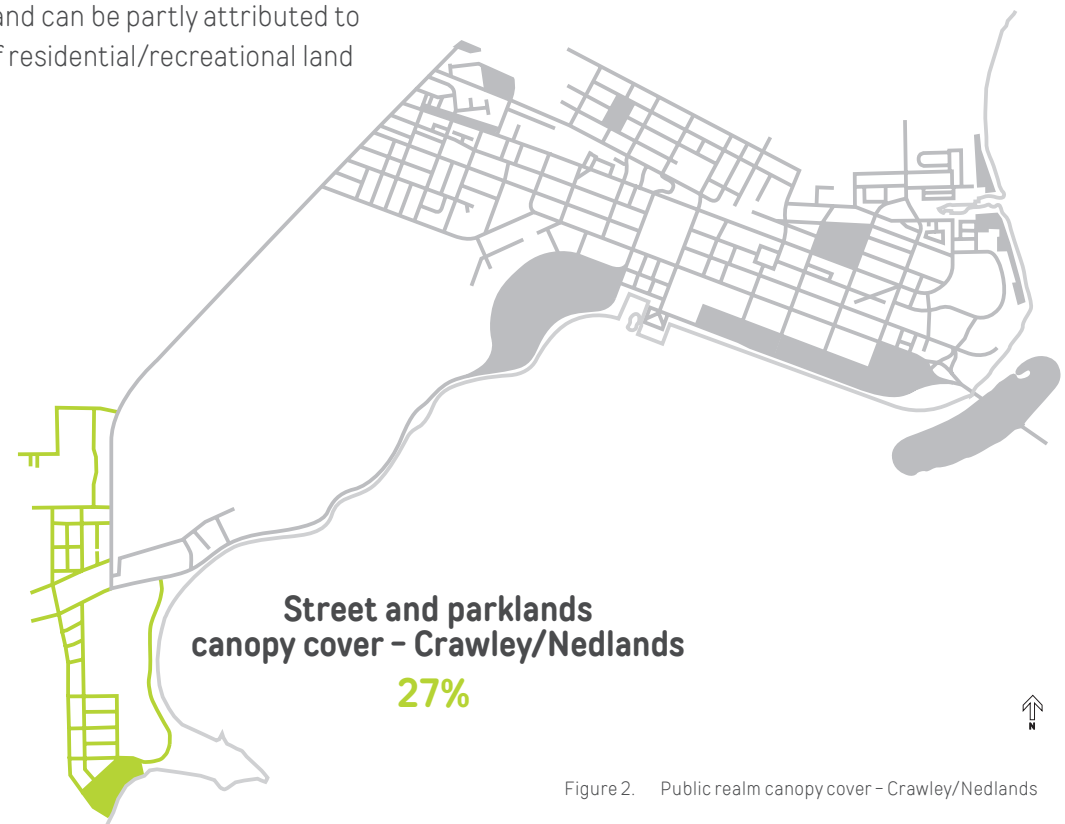 and can be partly attributed to
residential/recreational land
Street and parklands
canopy cover – Crawley/Nedlands
27%
N
Figure 2. Public realm canopy cover – Crawley/Nedlands